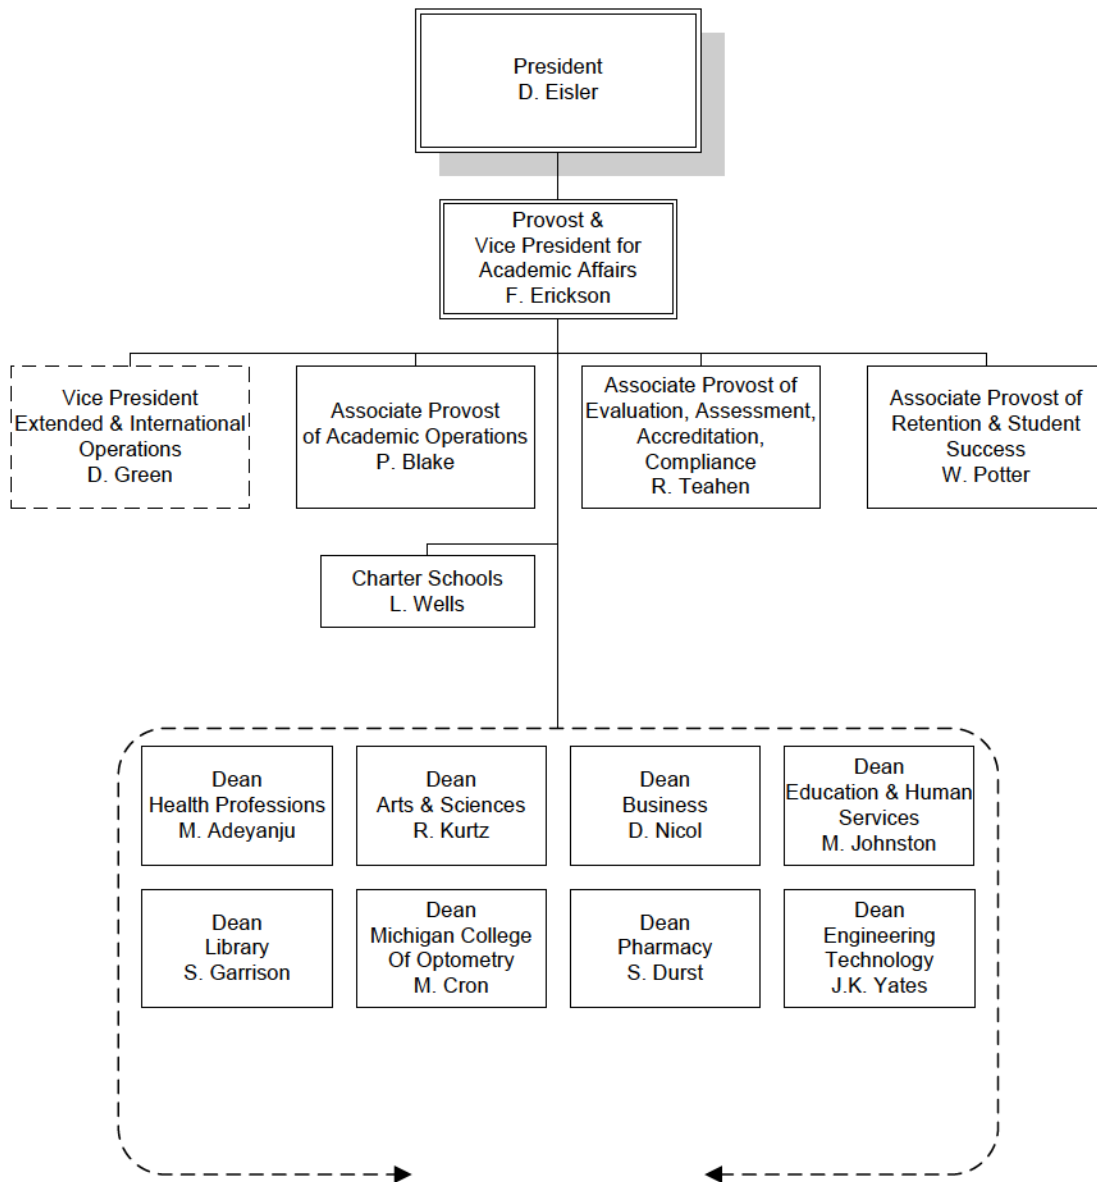 President
D. Eisler
Provost &
Vice President for
Academic Affairs
F. Erickson
Vice President
Extended & International
Operations
D. Green
Associate Provost
of Academic Operations
P. Blake
Associate Provost of
Evaluation, Assessment,
Accreditation,
Compliance
R. Teahen
Associate Provost of
Retention & Student
Success
W. Potter
Charter Schools
L. Wells
Dean
Health Professions
M. Adeyanju
Dean
Arts & Sciences
R. Kurtz
Dean
Business
D. Nicol
Dean
Education & Human
Services
M. Johnston
Dean
Library
S. Garrison
Dean
Michigan College
Of Optometry
M. Cron
Dean
Pharmacy
S. Durst
Dean
Engineering
Technology
J.K. Yates